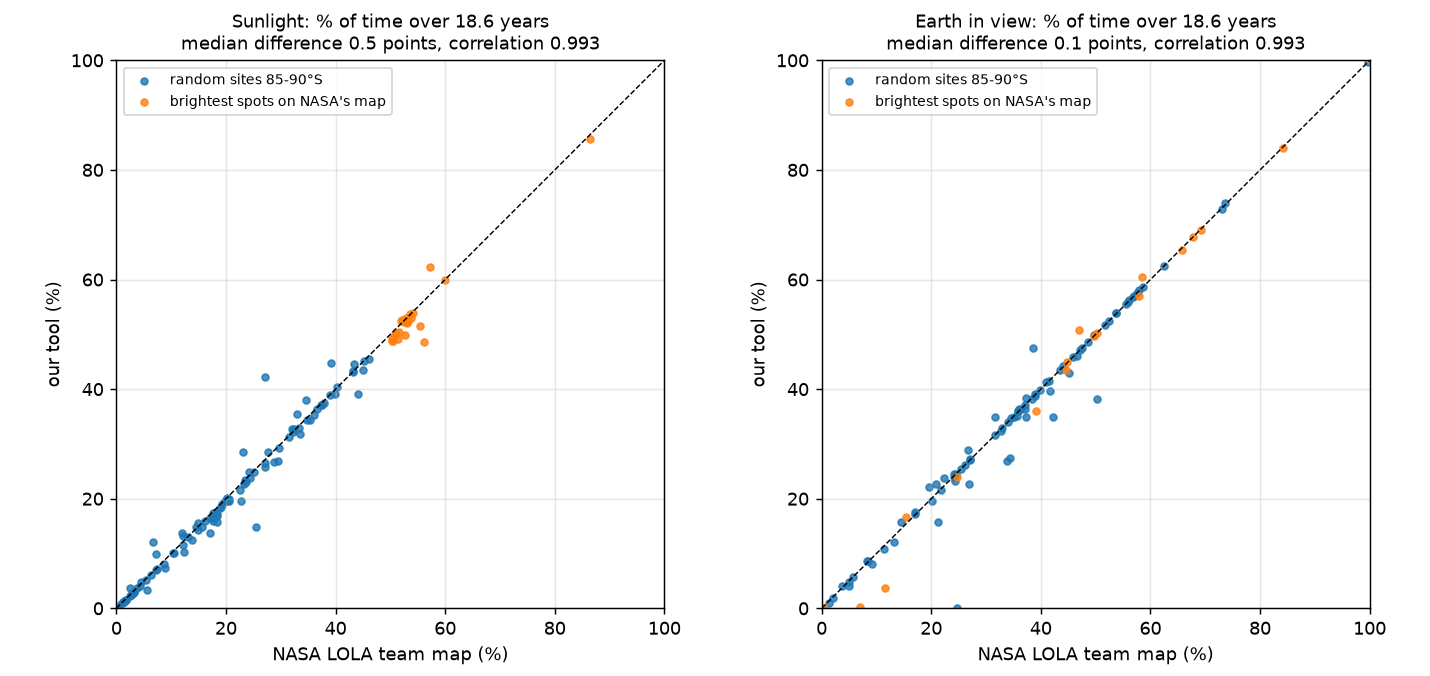 Sunlight: % of time over 18.6 years
median difference 0.5 points, correlation 0.993
100
80
60
40
20
0
0 20 40 60 80 100
our tool (%)
NASA LOLA team map (%)
random sites 85-90°S
brightest spots on NASA's map
Earth in view: % of time over 18.6 years
median difference 0.1 points, correlation 0.993
100
80
60
40
20
0
0 20 40 60 80 100
our tool (%)
NASA LOLA team map (%)
random sites 85-90°S
brightest spots on NASA's map